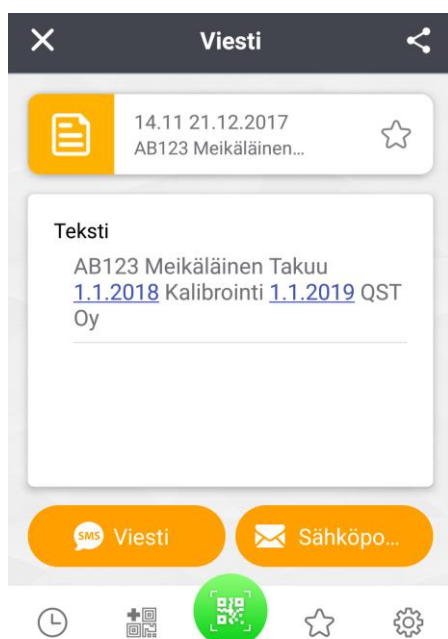 Viesti
14.11 21.12.2017
AB123 Meikäläinen...
Teksti
AB123 Meikäläinen Takuu
1.1.2018 Kalibrointi 1.1.2019 QST
Oy
SMS Viesti
Sähköpo...